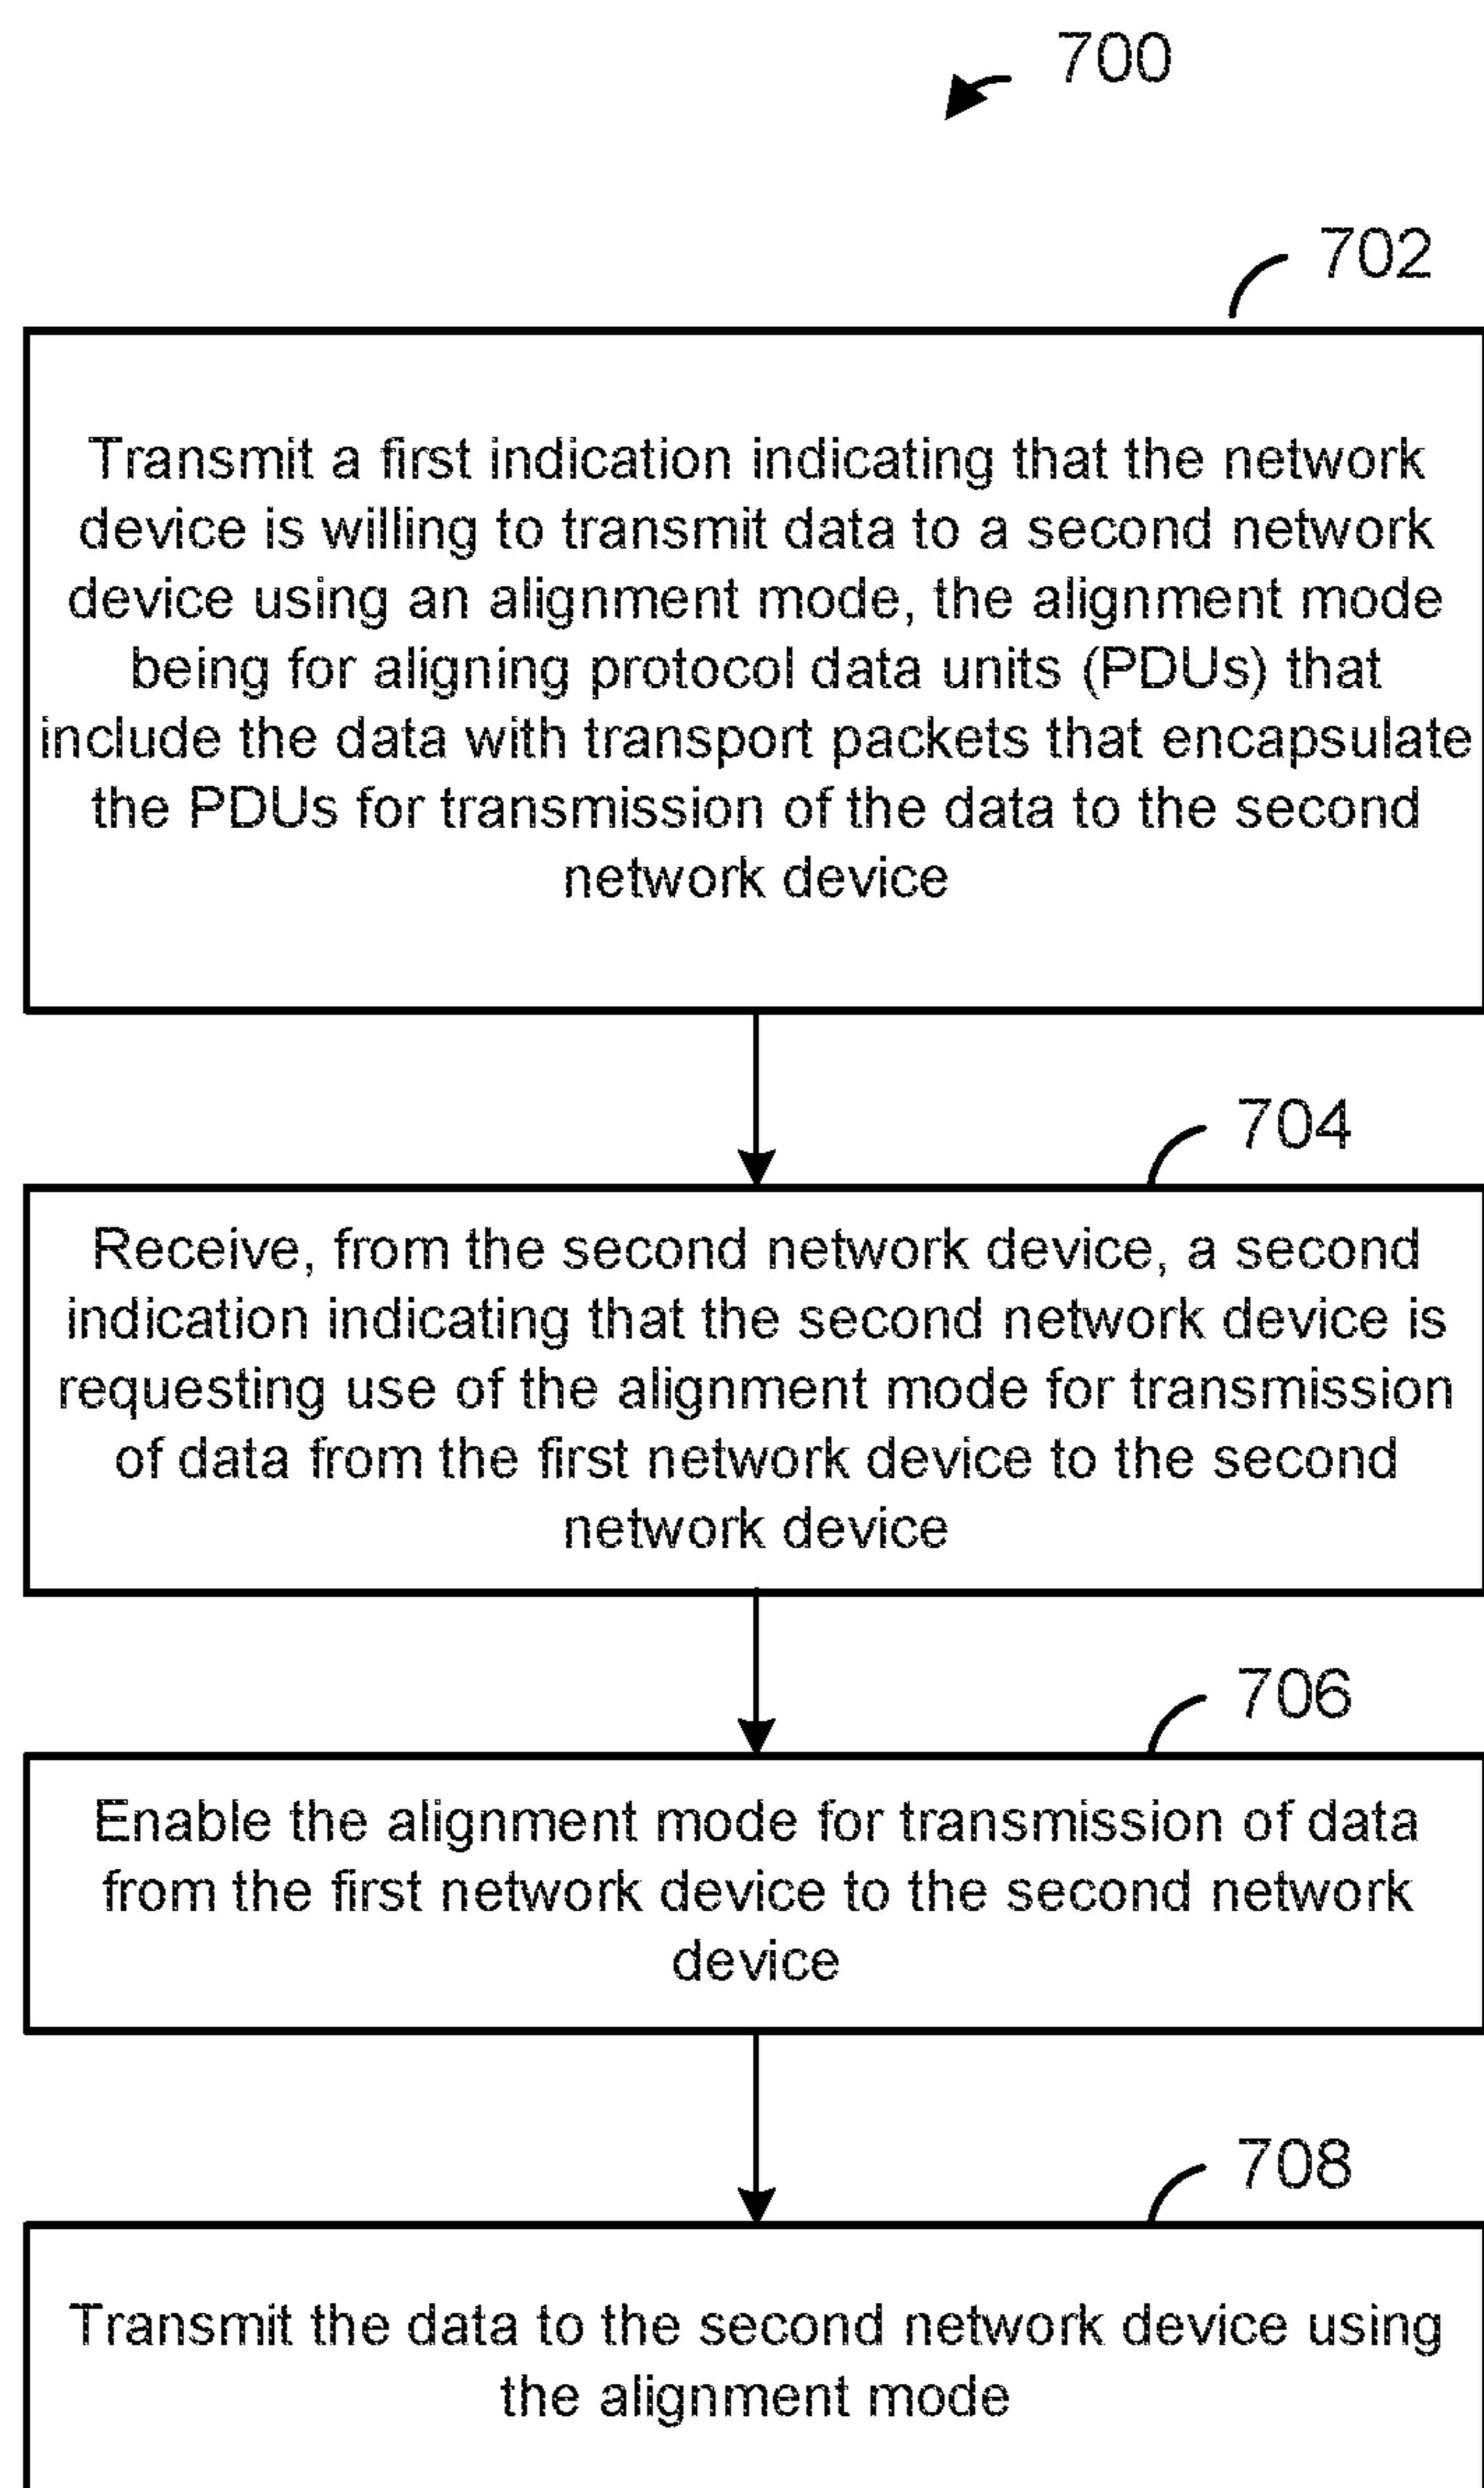 700
702
Transmit a first indication indicating that the network
device is willing to transmit data to a second network
device using an alignment mode, the alignment mode
being for aligning protocol data units (PDUs) that
include the data with transport packets that encapsulate
the PDUs for transmission of the data to the second
network device
704
Receive, from the second network device, a second
indication indicating that the second network device is
requesting use of the alignment mode for transmission
of data from the first network device to the second
network device
706
Enable the alignment mode for transmission of data
from the first network device to the second network
device
708
Transmit the data to the second network device using
the alignment mode